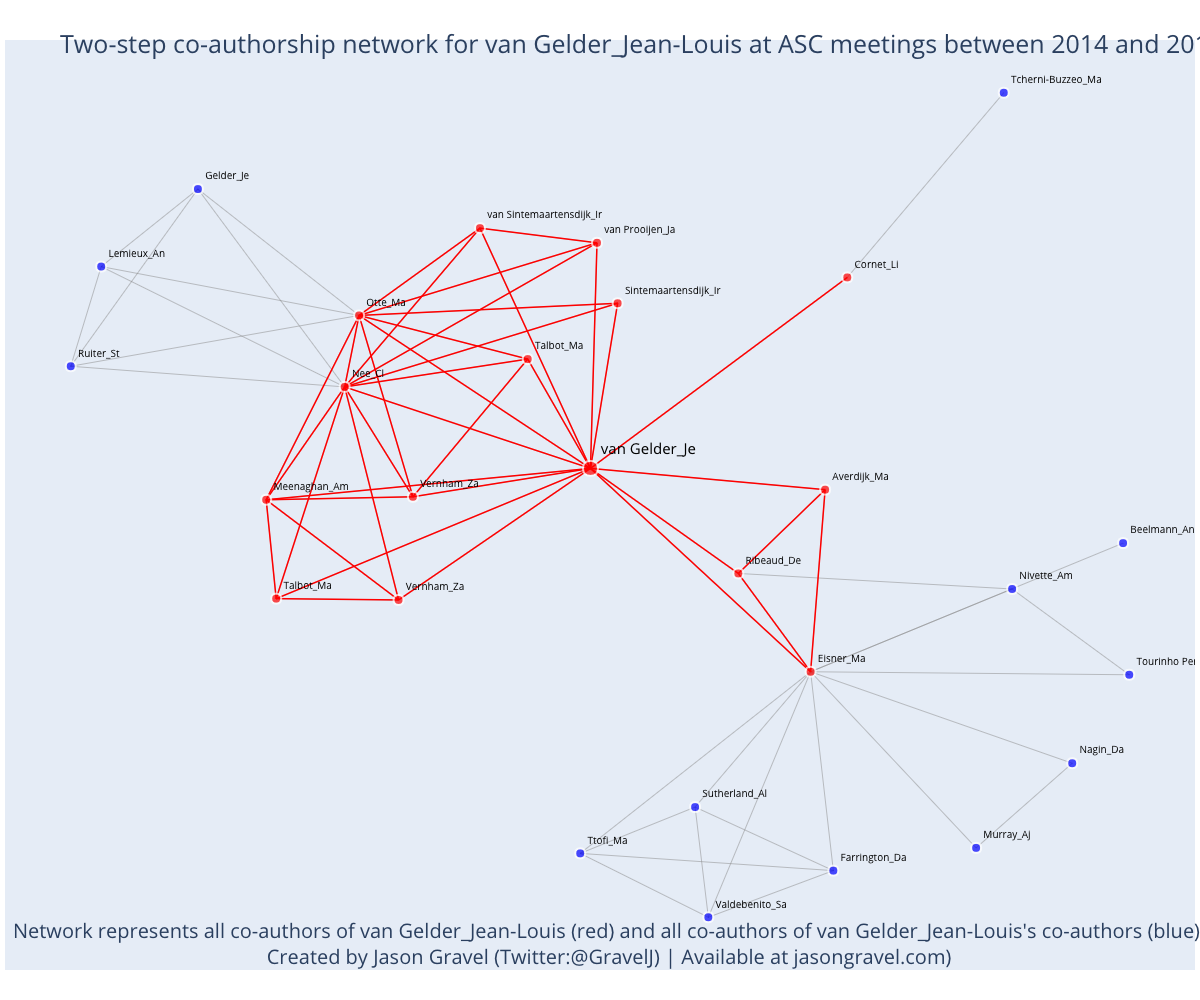 Two-step co-authorship network for van Gelder_Jean-Louis at ASC meetings between 2014 and 201
Tcherni-Buzzeo_Ma
Gelder_Je
van Sintemaartensdijk_Ir
van Prooijen_Ja
Lemieux_An
Cornet_Li
Sintemaartensdijk_Ir
Otte_Ma
Talbot_Ma
Ruiter_St
Nee_Cl
van Gelder_Je
Averdijk_Ma
Meenaghan_Am
Vernham_Za
Beelmann_An
Ribeaud_De
Nivette_Am
Talbot_Ma
Vernham_Za
Eisner_Ma
Tourinho Per
Nagin_Da
Sutherland_Al
Murray_AJ
Ttofi_Ma
Farrington_Da
Valdebenito_Sa
Network represents all co-authors of van Gelder_Jean-Louis (red) and all co-authors of van Gelder_Jean-Louis's co-authors (blue)
Created by Jason Gravel (Twitter:@GravelJ) | Available at jasongravel.com)